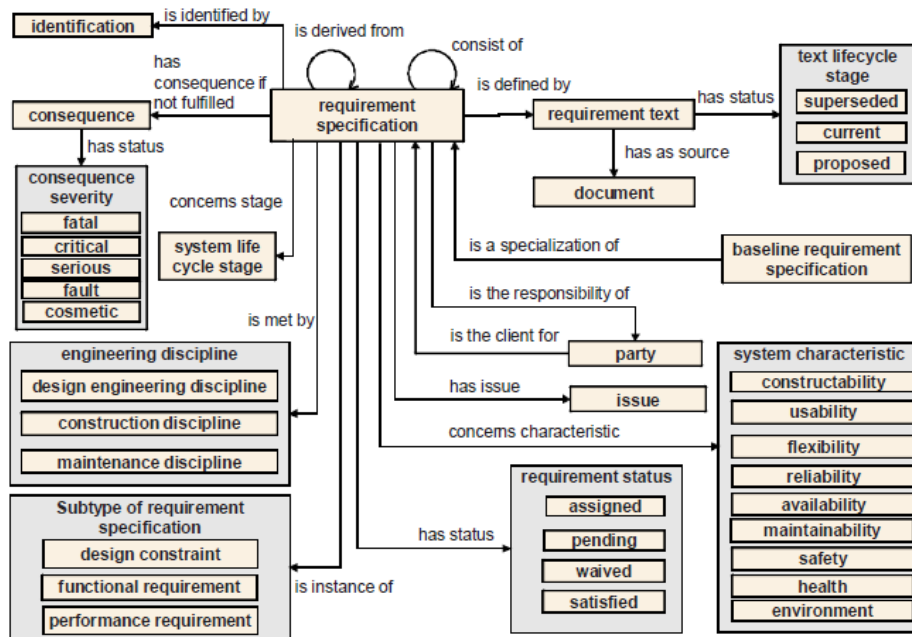 identification
is identified by
is derived from
consist of
has
consequence if
not fulfilled
is defined by
text lifecycle
stage
superseded
current
proposed
consequence
requirement
specification
requirement text
has status
has status
has as source
document
consequence
severity
fatal
critical
serious
fault
cosmetic
concerns stage
system life
cycle stage
is a specialization of
baseline requirement
specification
is met by
is the responsibility of
is the client for
party
engineering discipline
design engineering discipline
construction discipline
maintenance discipline
has issue
issue
concerns characteristic
system characteristic
constructability
usability
flexibility
reliability
availability
maintainability
safety
health
environment
Subtype of requirement
specification
design constraint
functional requirement
performance requirement
is instance of
has status
requirement status
assigned
pending
waived
satisfied